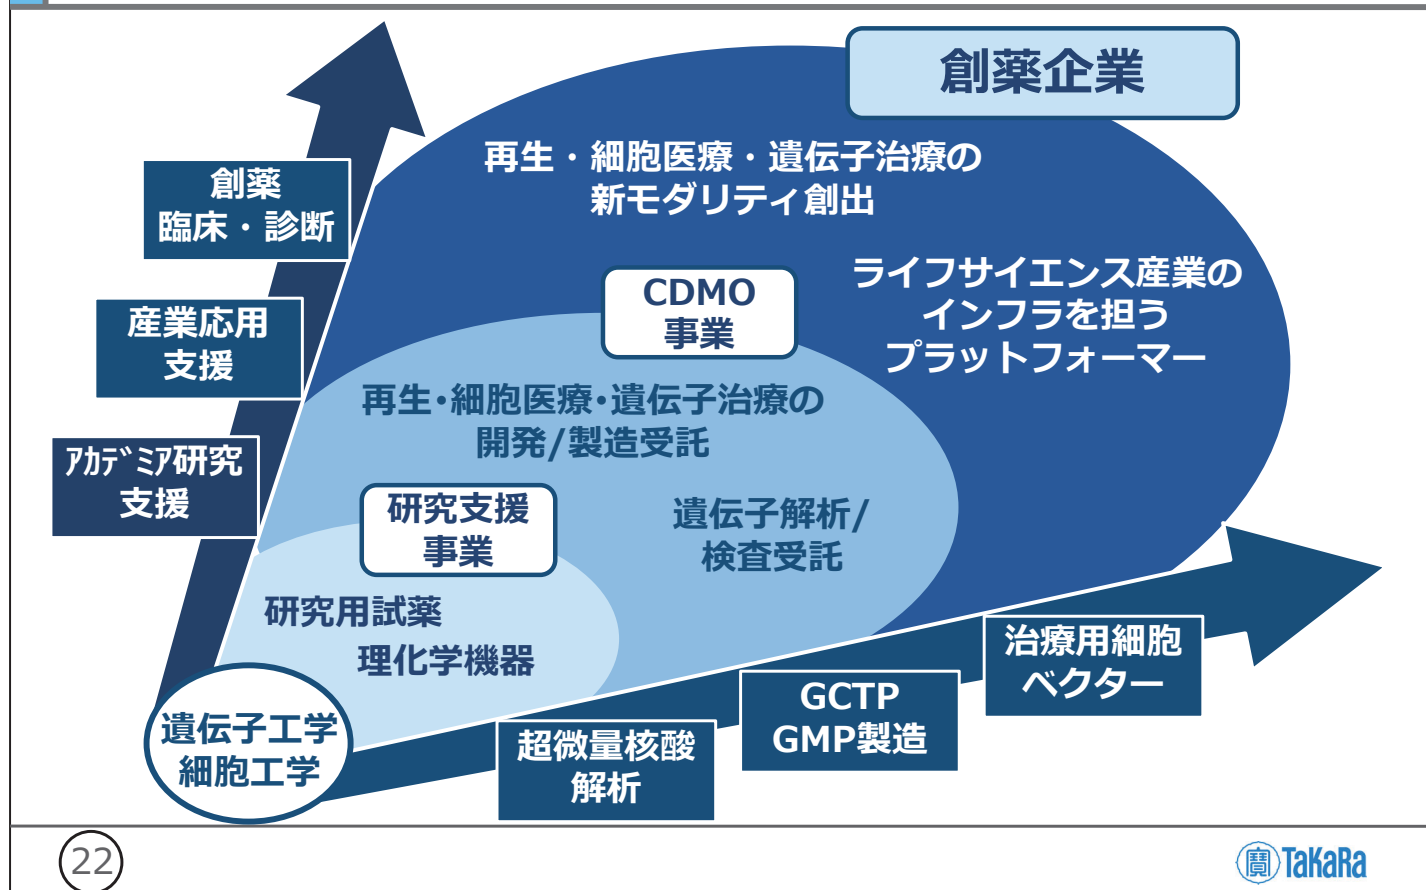 創薬企業
再生・細胞医療・遺伝子治療の
新モダリティ創出
創薬
臨床・診断
ライフサイエンス産業の
インフラを担う
プラットフォーマー
CDMO
事業
産業応用
支援
再生・細胞医療・遺伝子治療の
開発/製造受託
ｱｶﾃﾞﾐｱ研究
支援
研究支援
事業
遺伝子解析/
検査受託
研究用試薬
理化学機器
治療用細胞
ベクター
GCTP
GMP製造
遺伝子工学
細胞工学
超微量核酸
解析
22
寶 TaKaRa